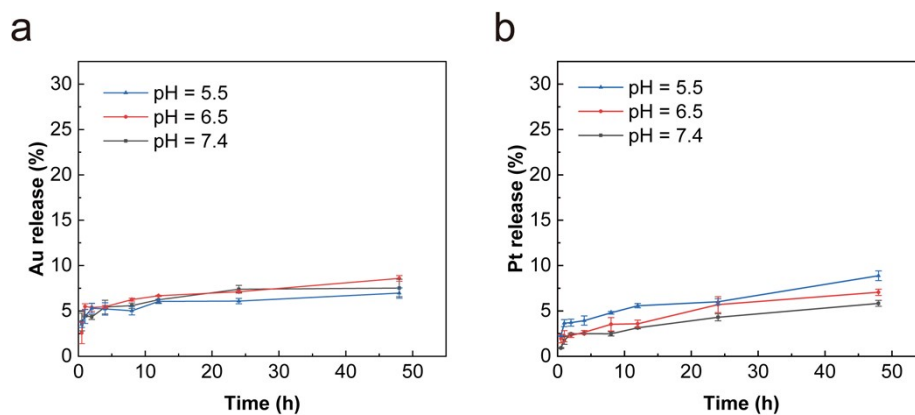 a
30
25
20
15
10
5
0
Au release (%)
pH = 5.5
pH = 6.5
pH = 7.4
0 10 20 30 40 50
Time (h)
b
30
25
20
15
10
5
0
Pt release (%)
pH = 5.5
pH = 6.5
pH = 7.4
0 10 20 30 40 50
Time (h)